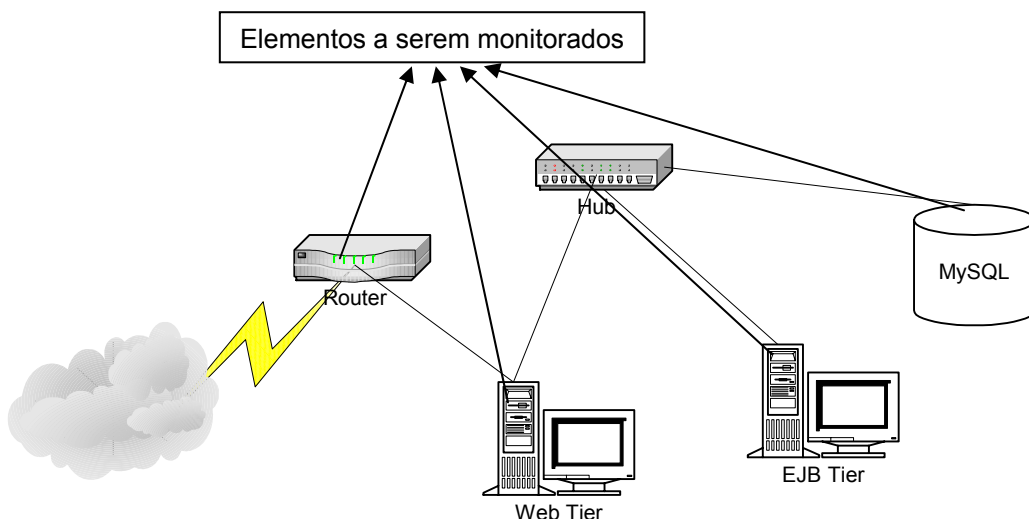 Elementos a serem monitorados
Hub
MySQL
Router
EJB Tier
Web Tier